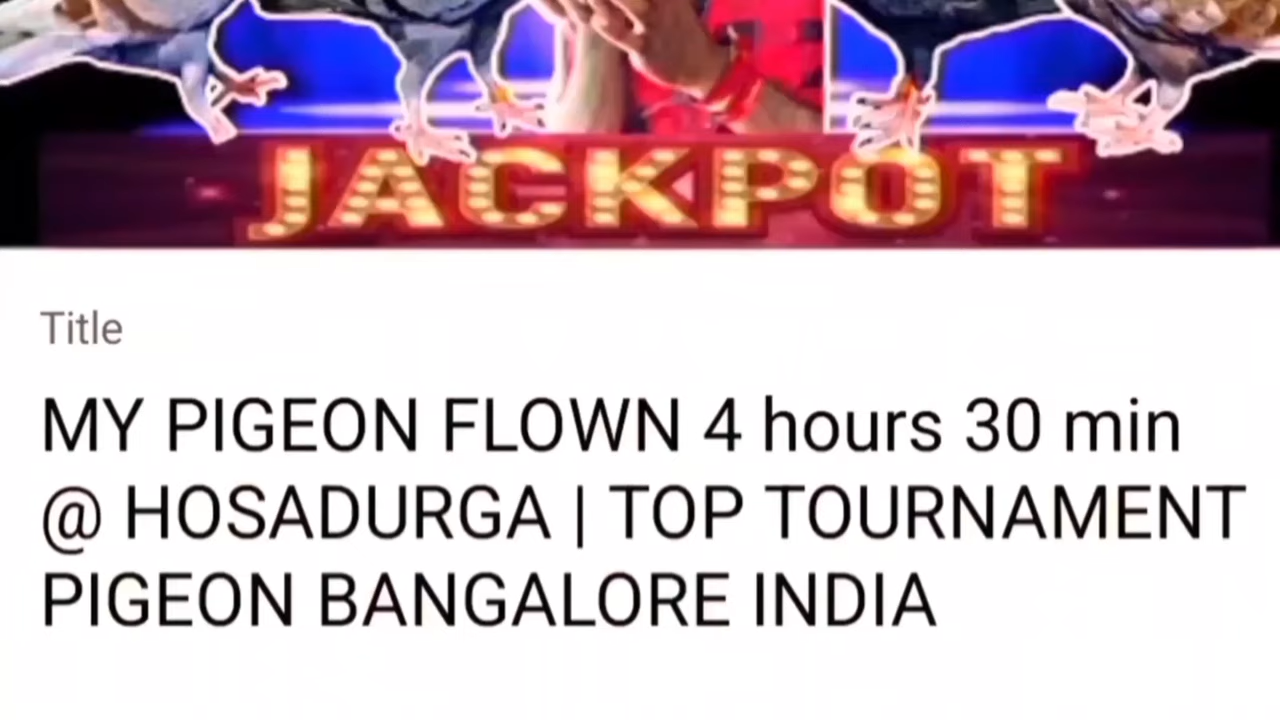 JACKPOT
Title
MY PIGEON FLOWN 4 hours 30 min
@ HOSADURGA | TOP TOURNAMENT
PIGEON BANGALORE INDIA